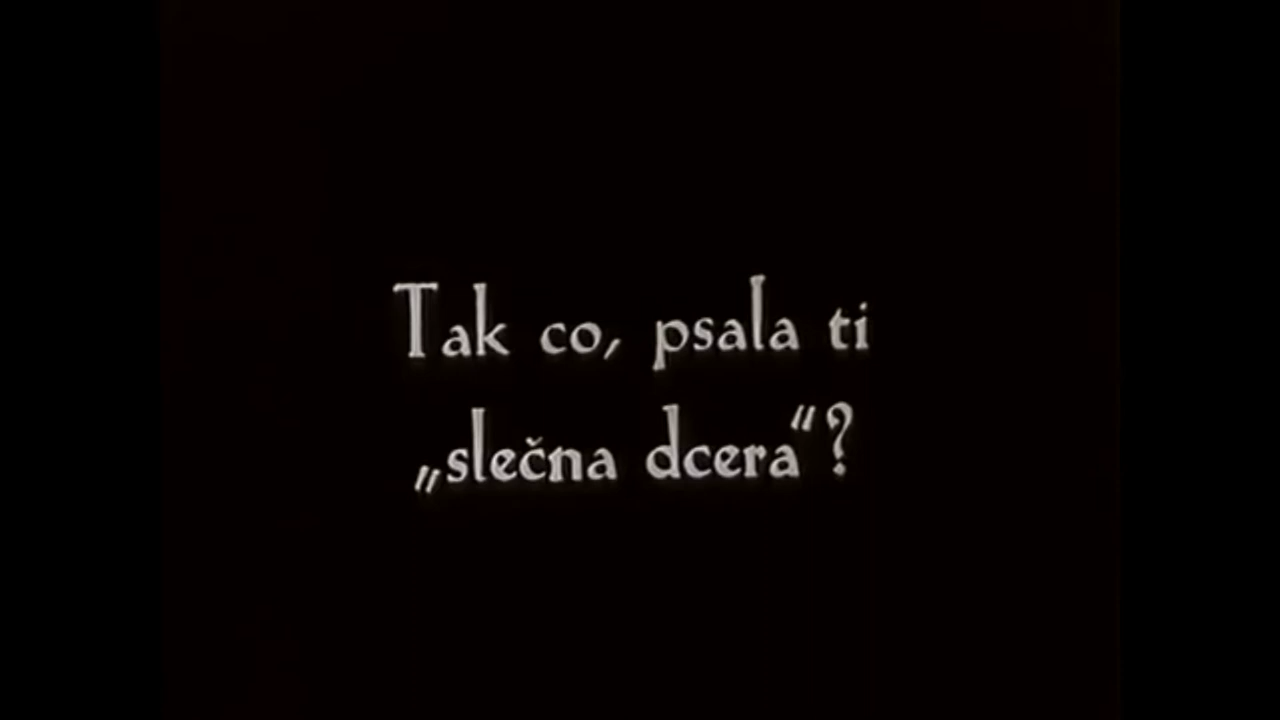 Tak co, psala ti
„slečna dcera“?